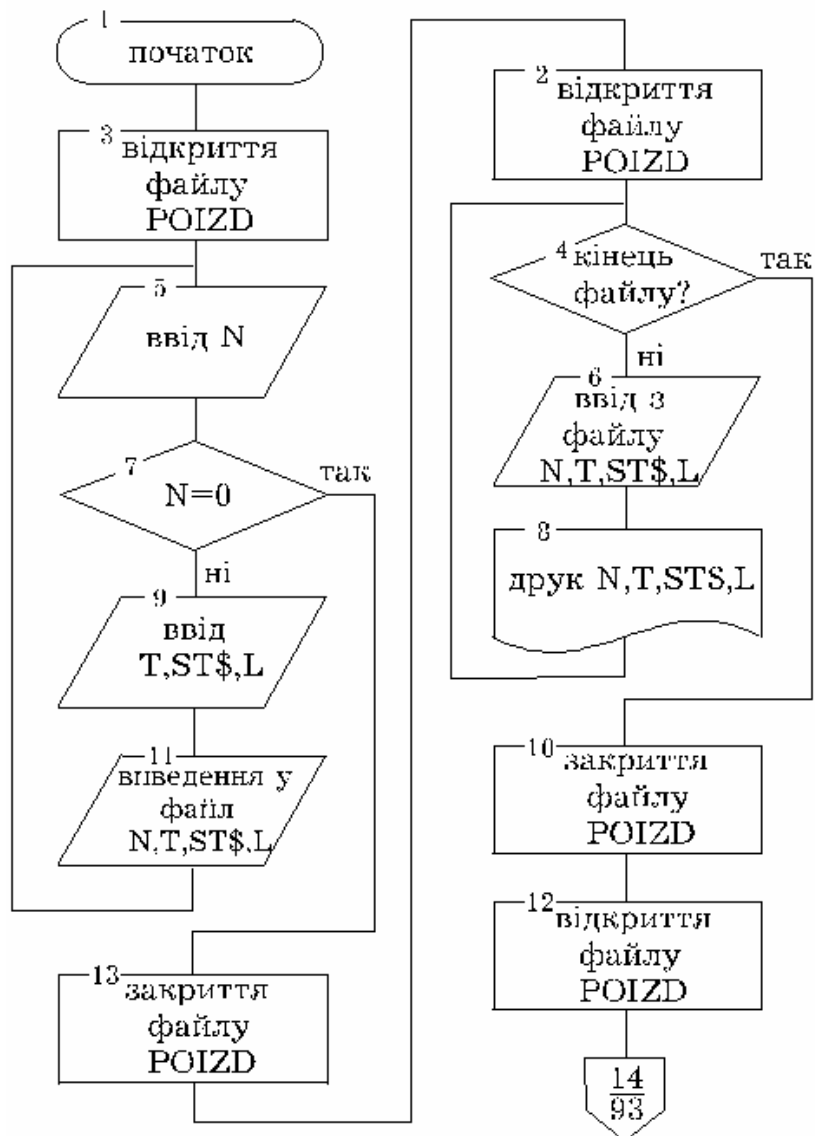 1
початок
3
відкриття
файлу
POIZD
5
ввід N
7
N=0
так
ні
9
ввід
T,ST$,L
11
виведення у
файл
N,T,ST$,L
13
закриття
файлу
POIZD
2
відкриття
файлу
POIZD
4
кінець
файлу?
так
ні
6
ввід з
файлу
N,T,ST$,L
8
друк N,T,ST$,L
10
закриття
файлу
POIZD
12
відкриття
файлу
POIZD
14
93